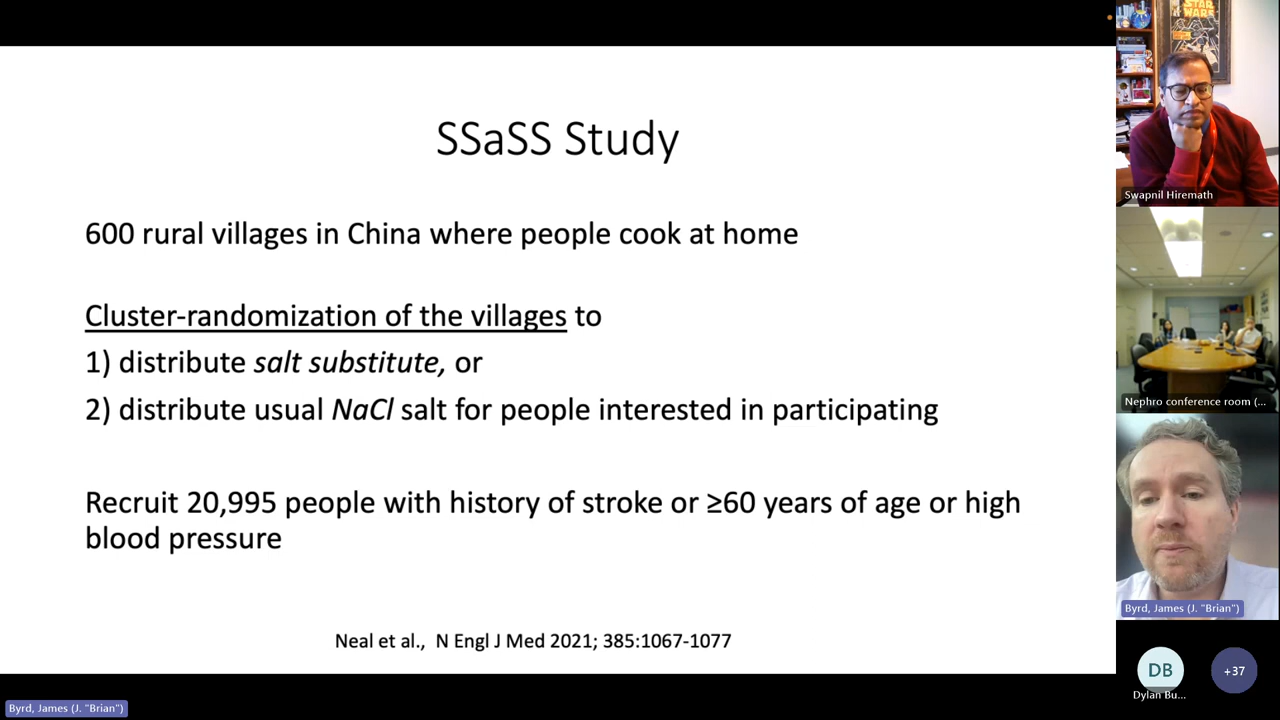 SSaSS Study
600 rural villages in China where people cook at home
Cluster-randomization of the villages to
1) distribute salt substitute, or
2) distribute usual NaCl salt for people interested in participating
Recruit 20,995 people with history of stroke or ≥60 years of age or high
blood pressure
Neal et al., N Engl J Med 2021; 385:1067-1077
Byrd, James (J. "Brian")
STAR
WARS
Swapnil Hiremath
Nephro conference room (...
Byrd, James (J. "Brian")
DB
Dylan Bu...
+37